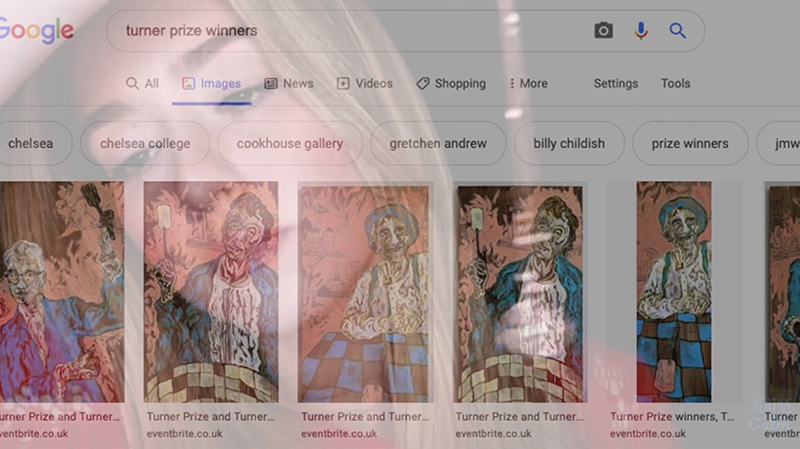 Google
turner prize winners
All Images News Videos Shopping More Settings Tools
chelsea chelsea college cookhouse gallery gretchen andrew billy childish prize winners jmw
urner Prize and Turner... Turner Prize and Turner... Turner Prize and Turner... Turner Prize and Turner... Turner Prize winners, T... Turner
ventbrite.co.uk eventbrite.co.uk eventbrite.co.uk eventbrite.co.uk eventbrite.co.uk eventb